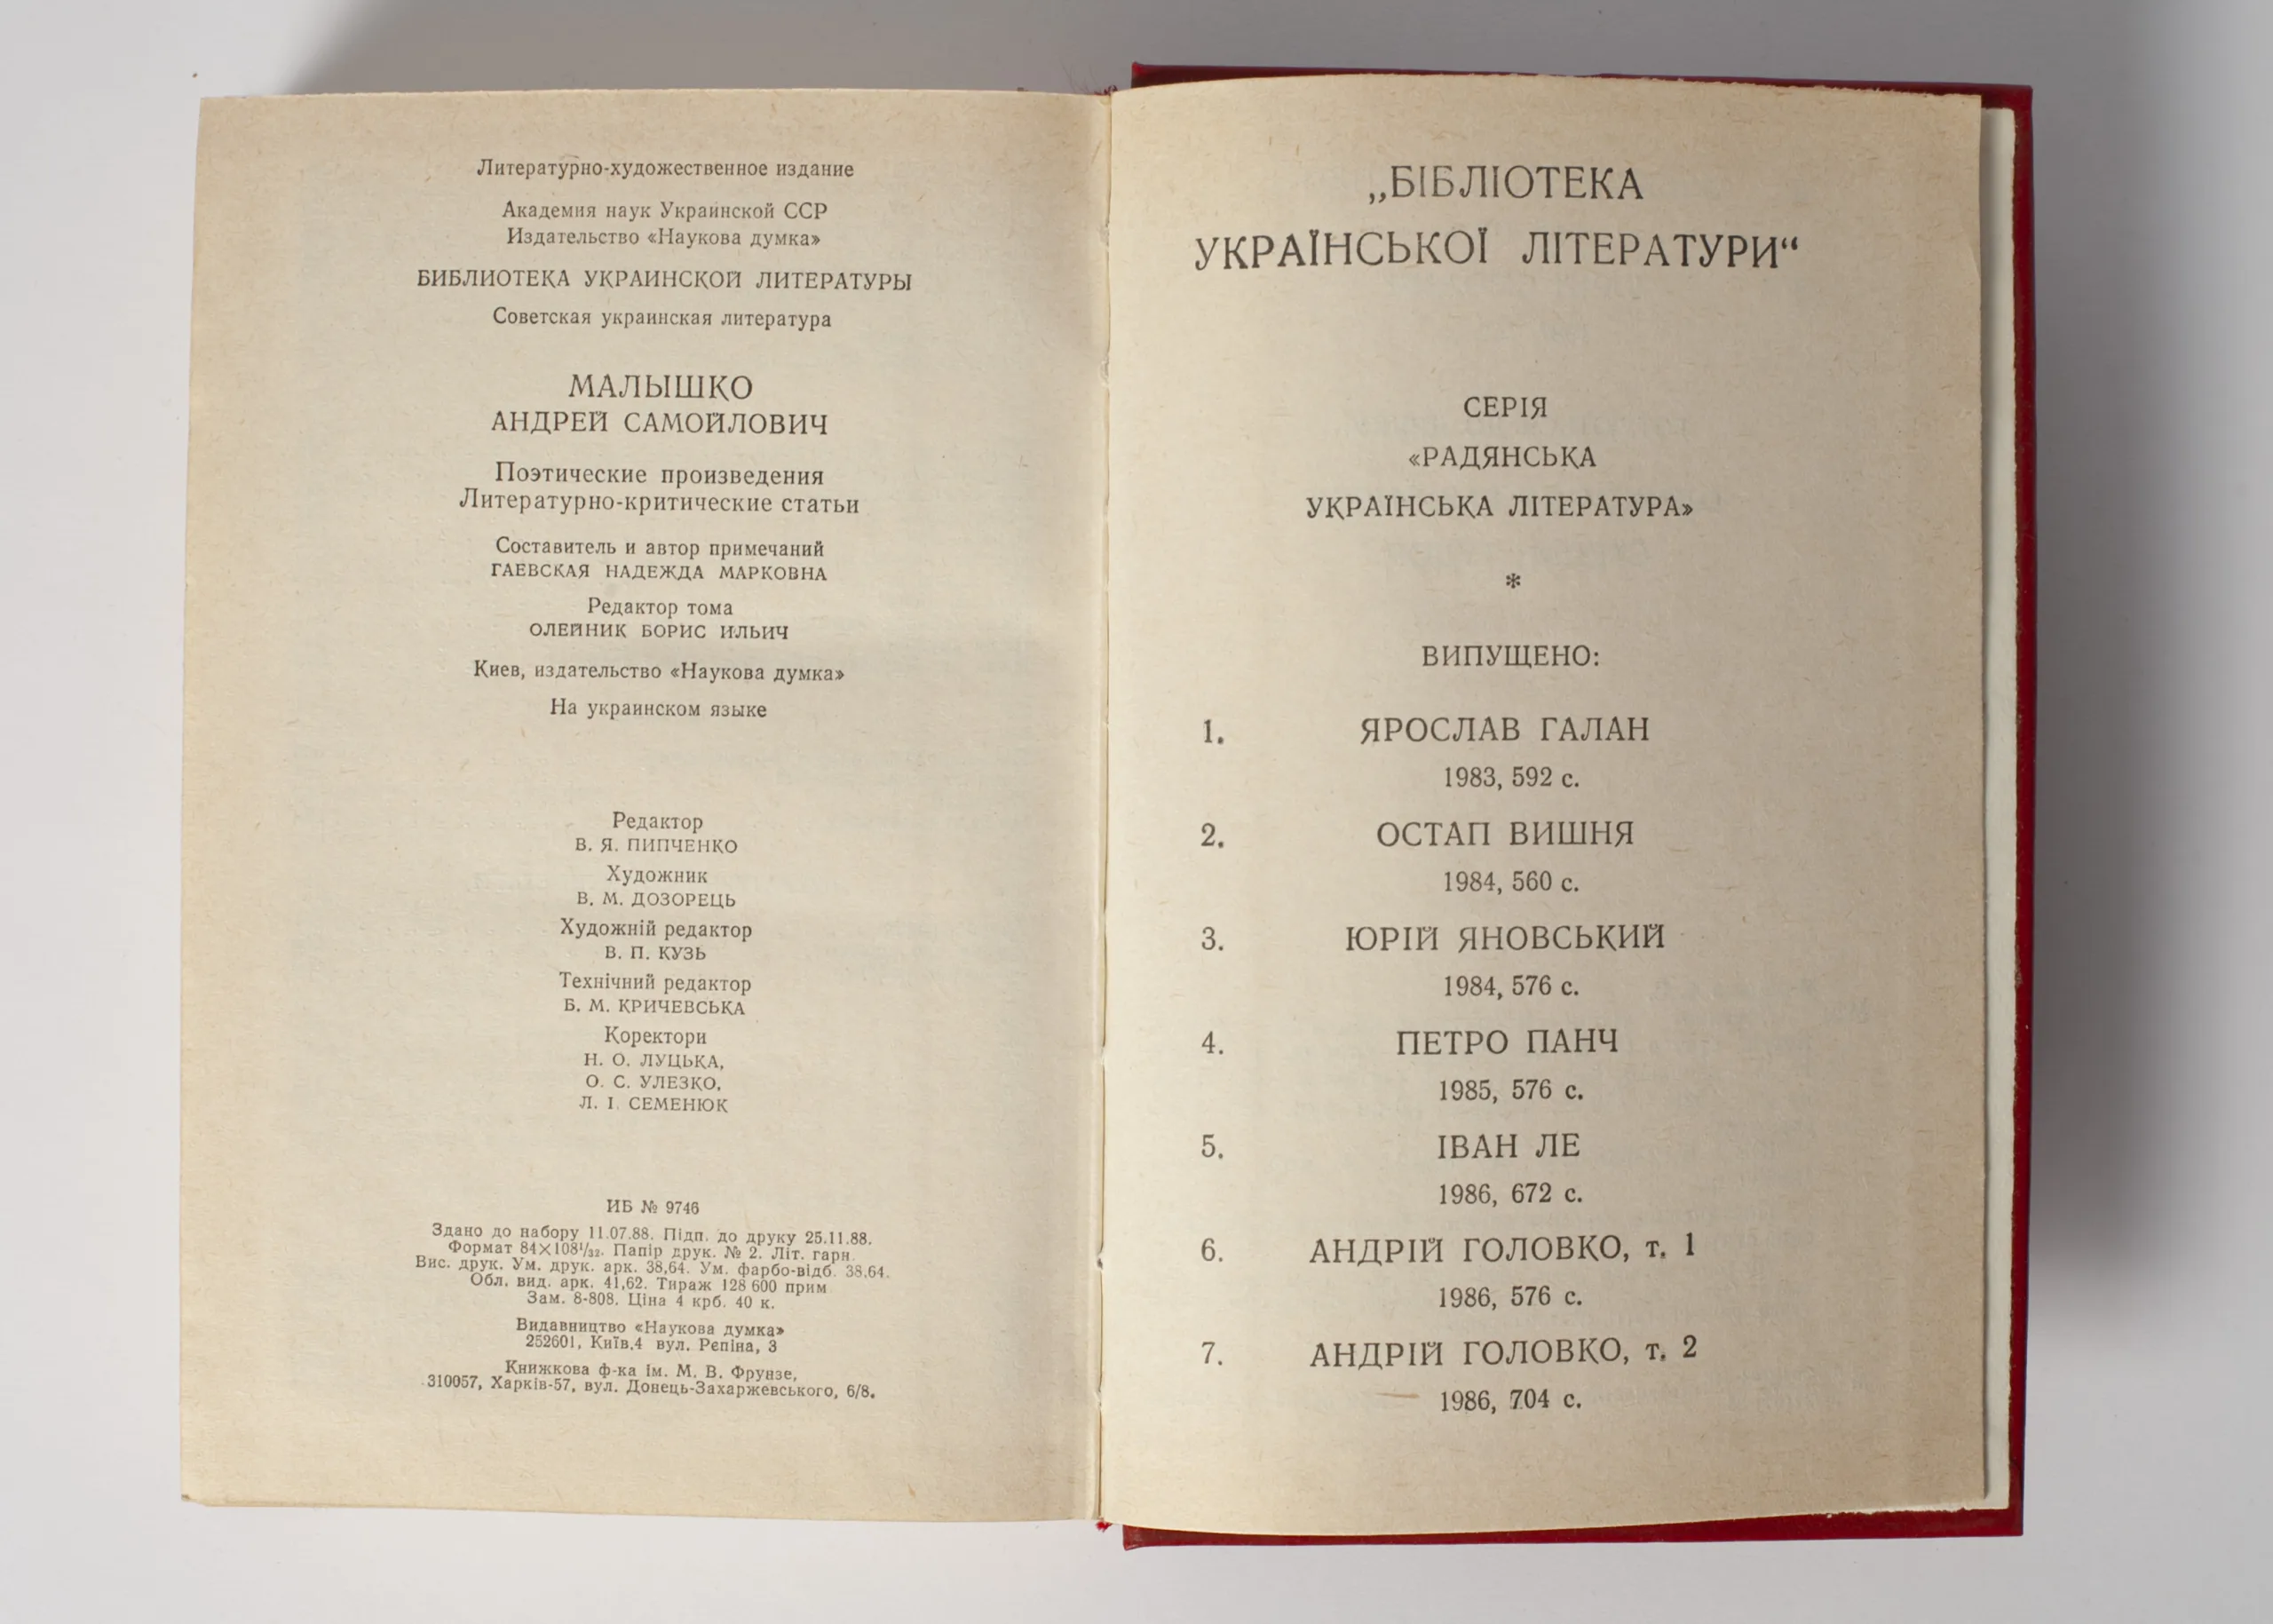 Литературно-художественное издание
Академия наук Украинской ССР
Издательство «Наукова думка»
БИБЛИОТЕКА УКРАИНСКОЙ ЛИТЕРАТУРЫ
Советская украинская литература
МАЛЫШКО
АНДРЕЙ САМОЙЛОВИЧ
Поэтические произведения
Литературно-критические статьи
Составитель и автор примечаний
ГАЕВСКАЯ НАДЕЖДА МАРКОВНА
Редактор тома
ОЛЕЙНИК БОРИС ИЛЬИЧ
Киев, издательство «Наукова думка»
На украинском языке
Редактор
В. Я. ПИПЧЕНКО
Художник
В. М. ДОЗОРЕЦЬ
Художній редактор
В. П. КУЗЬ
Технічний редактор
Б. М. КРИЧЕВСЬКА
Коректори
Н. О. ЛУЦЬКА,
О. С. УЛЕЗКО,
Л. І. СЕМЕНЮК
ИБ № 9746
Здано до набору 11.07.88. Підп. до друку 25.11.88.
Формат 84×108¹/₃₂. Папір друк. № 2. Літ. гарн.
Вис. друк. Ум. друк. арк. 38,64. Ум. фарбо-відб. 38,64.
Обл. вид. арк. 41,62. Тираж 128 600 прим
Зам. 8-808. Ціна 4 крб. 40 к.
Видавництво «Наукова думка»
252601, Київ,4 вул. Репіна, 3
Книжкова ф-ка ім. М. В. Фрунзе,
310057, Харків-57, вул. Донець-Захаржевського, 6/8.
„БІБЛІОТЕКА
УКРАЇНСЬКОЇ ЛІТЕРАТУРИ“
СЕРІЯ
«РАДЯНСЬКА
УКРАЇНСЬКА ЛІТЕРАТУРА»
*
ВИПУЩЕНО:
1. ЯРОСЛАВ ГАЛАН
1983, 592 с.
2. ОСТАП ВИШНЯ
1984, 560 с.
3. ЮРІЙ ЯНОВСЬКИЙ
1984, 576 с.
4. ПЕТРО ПАНЧ
1985, 576 с.
5. ІВАН ЛЕ
1986, 672 с.
6. АНДРІЙ ГОЛОВКО, т. 1
1986, 576 с.
7. АНДРІЙ ГОЛОВКО, т. 2
1986, 704 с.